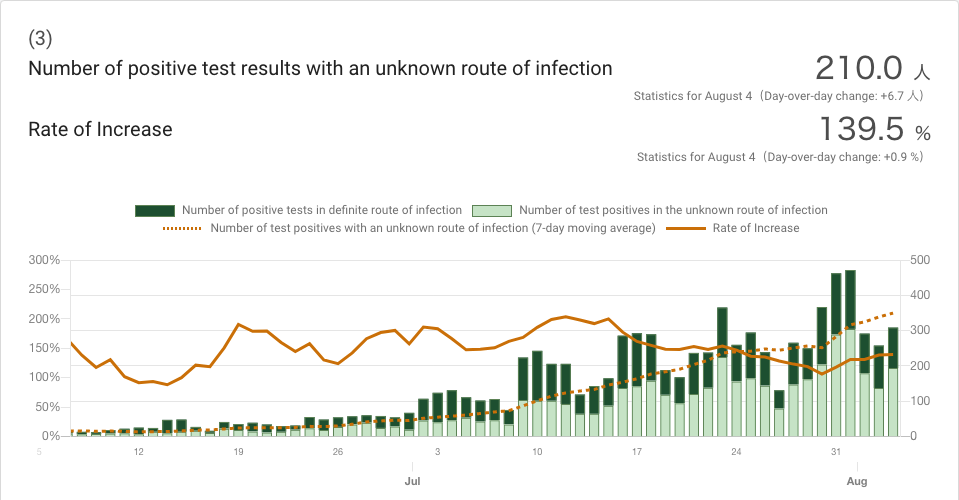 (3)
Number of positive test results with an unknown route of infection
210.0 人
Statistics for August 4（Day-over-day change: +6.7 人）
Rate of Increase
139.5 %
Statistics for August 4（Day-over-day change: +0.9 %）
Number of positive tests in definite route of infection Number of test positives in the unknown route of infection
Number of test positives with an unknown route of infection (7-day moving average) Rate of Increase
300% 500
250% 400
200% 300
150% 200
100% 100
50% 0
0%
5 12 19 26 3 10 17 24 31
Jul Aug